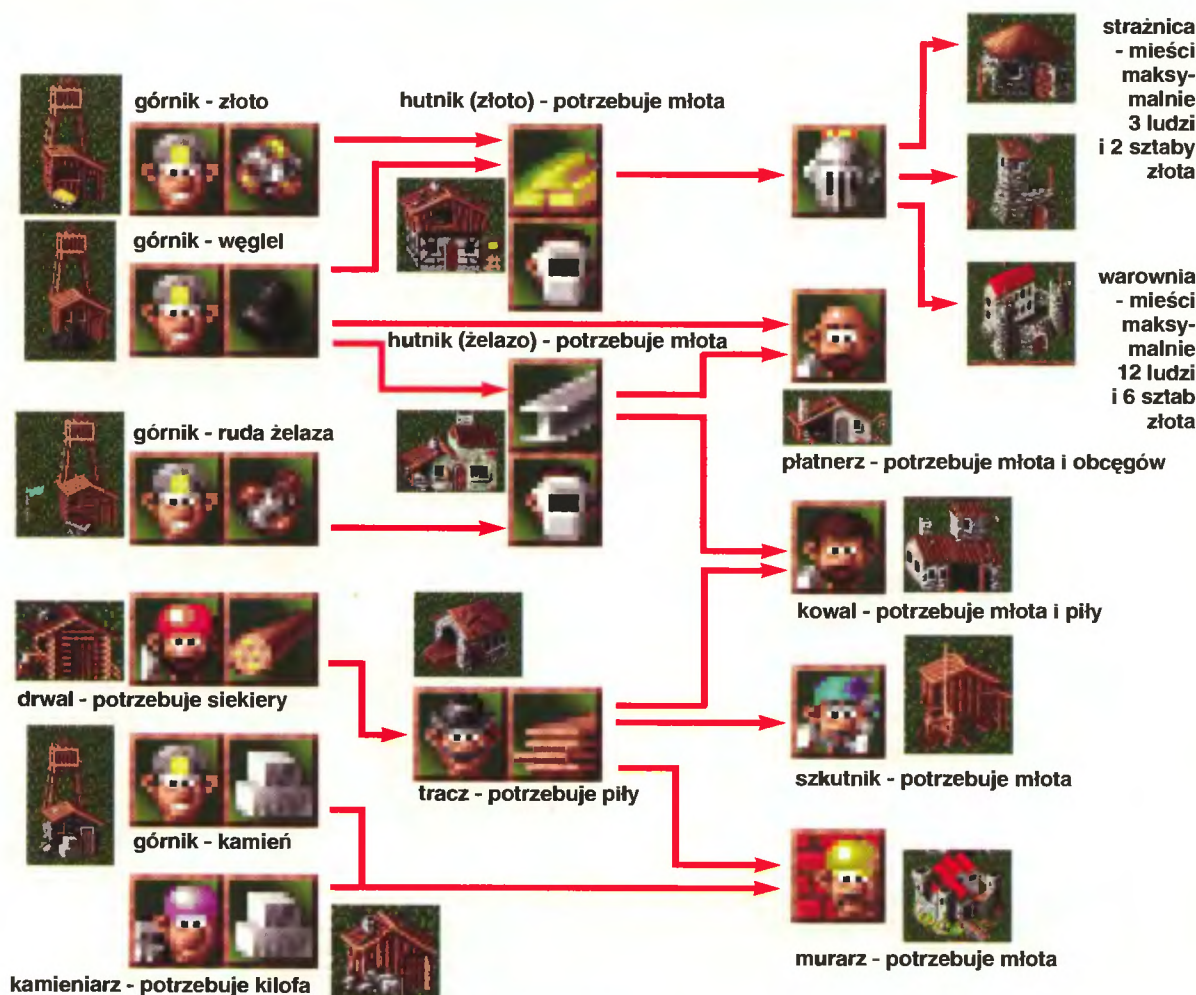 górnik - złoto
hutnik (złoto) - potrzebuje młota
strażnica
- mieści
maksy-
malnie
3 ludzi
i 2 sztaby
złota
górnik - węglel
hutnik (żelazo) - potrzebuje młota
warownia
- mieści
maksy-
malnie
12 ludzi
i 6 sztab
złota
górnik - ruda żelaza
płatnerz - potrzebuje młota i obcęgów
kowal - potrzebuje młota i piły
drwal - potrzebuje siekiery
tracz - potrzebuje piły
szkutnik - potrzebuje młota
górnik - kamień
murarz - potrzebuje młota
kamieniarz - potrzebuje kilofa